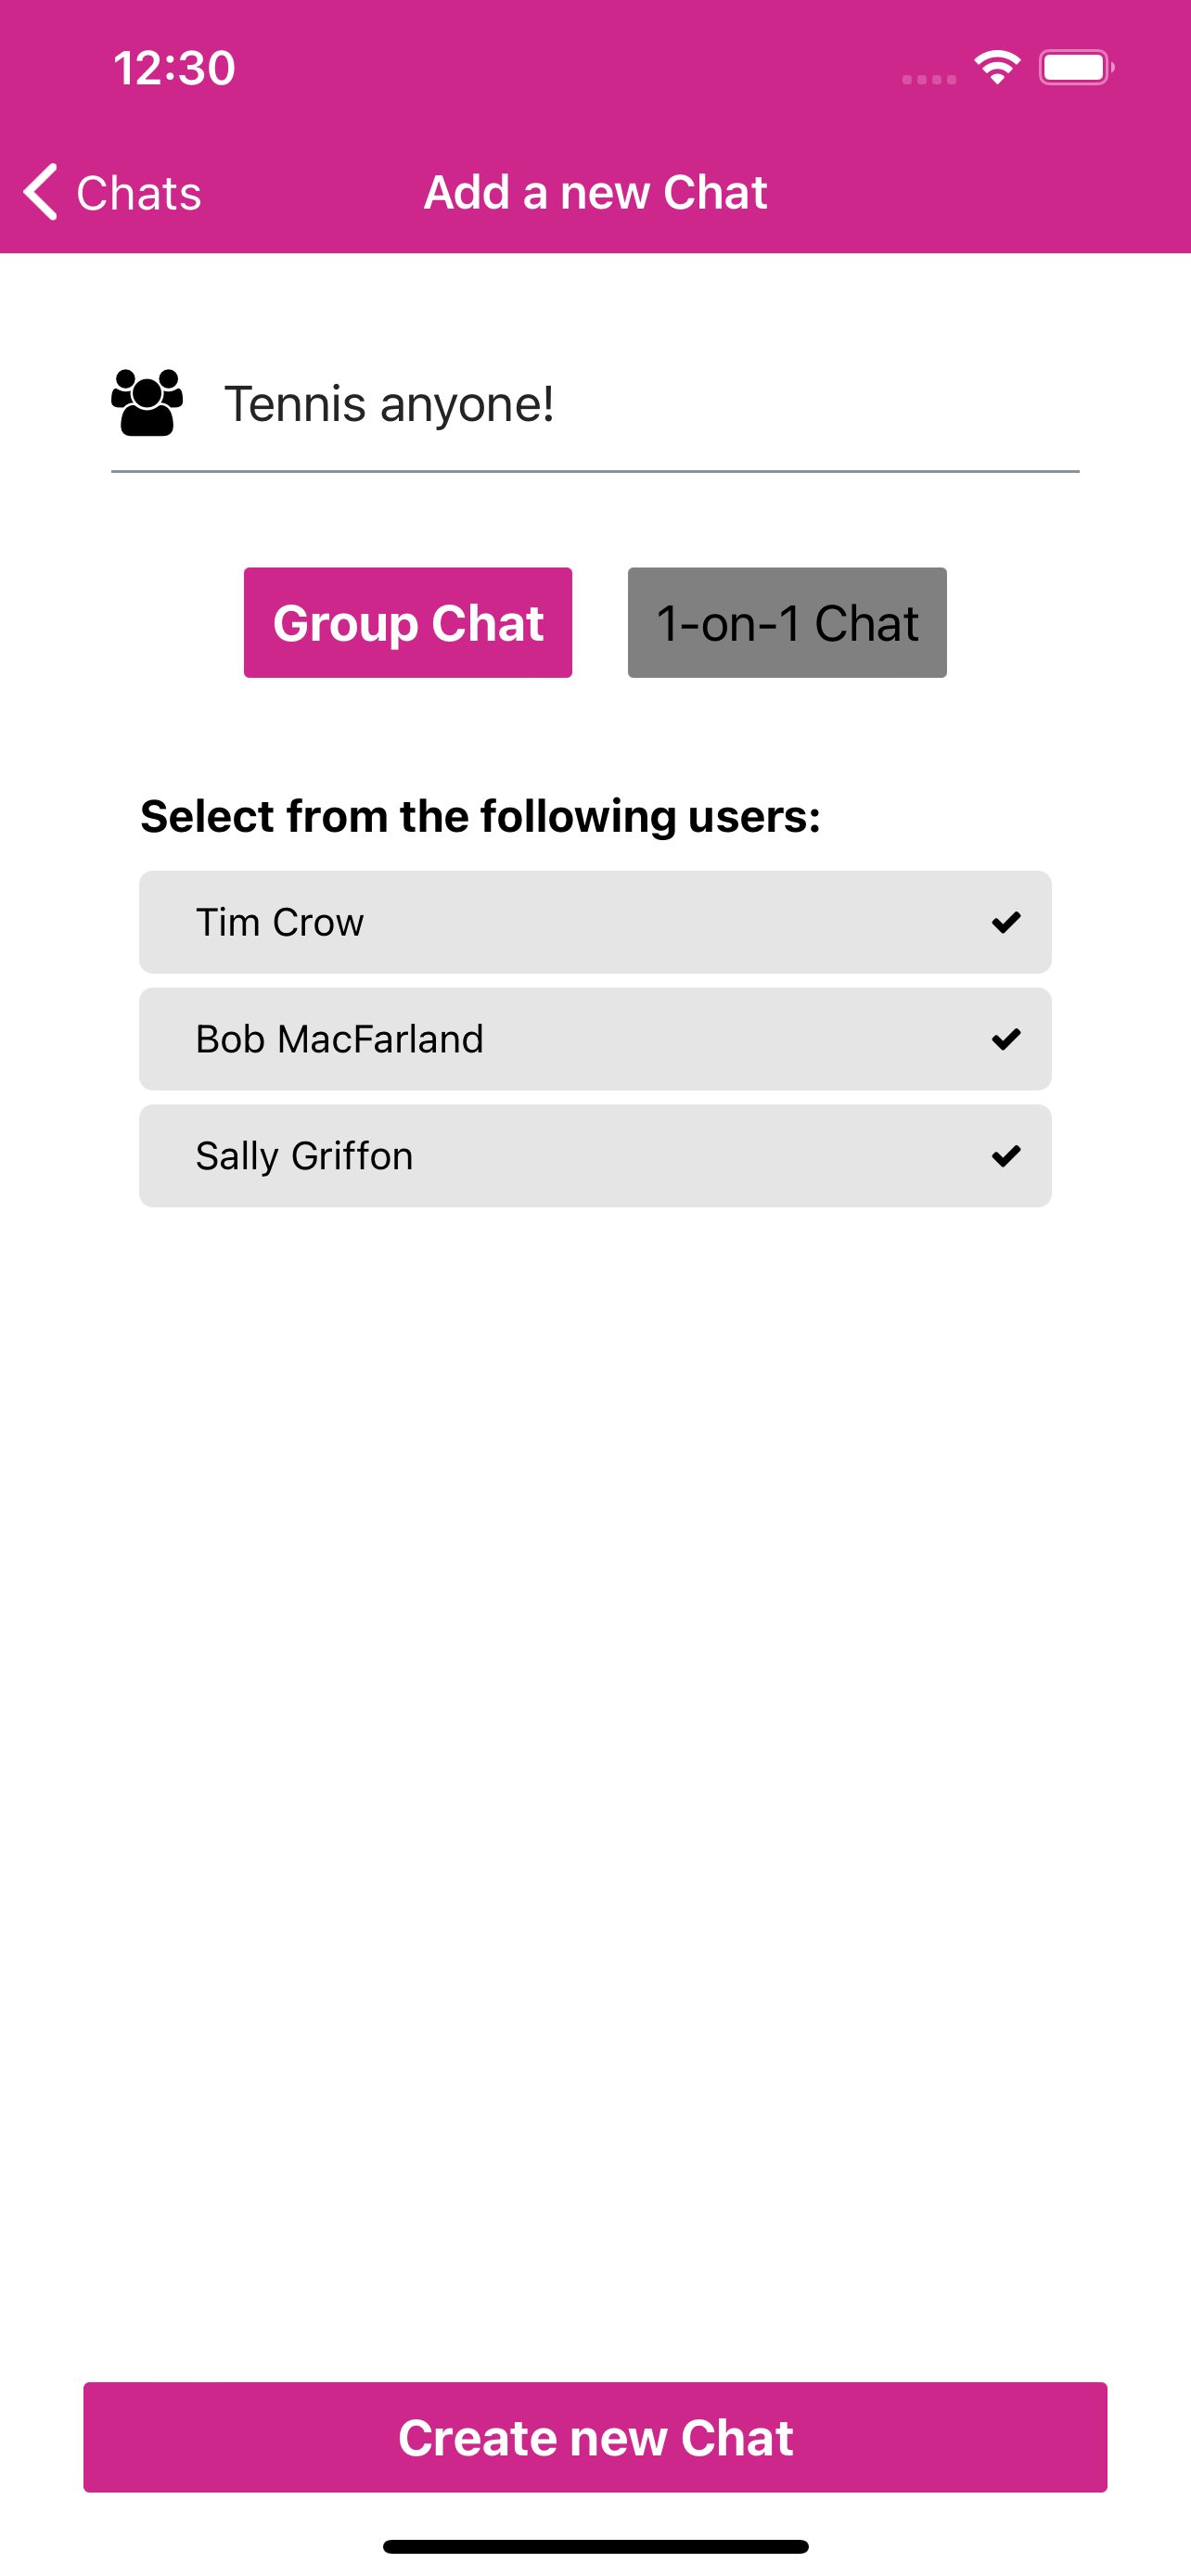 12:30
Chats
Add a new Chat
Tennis anyone!
Group Chat
1-on-1 Chat
Select from the following users:
Tim Crow
Bob MacFarland
Sally Griffon
Create new Chat